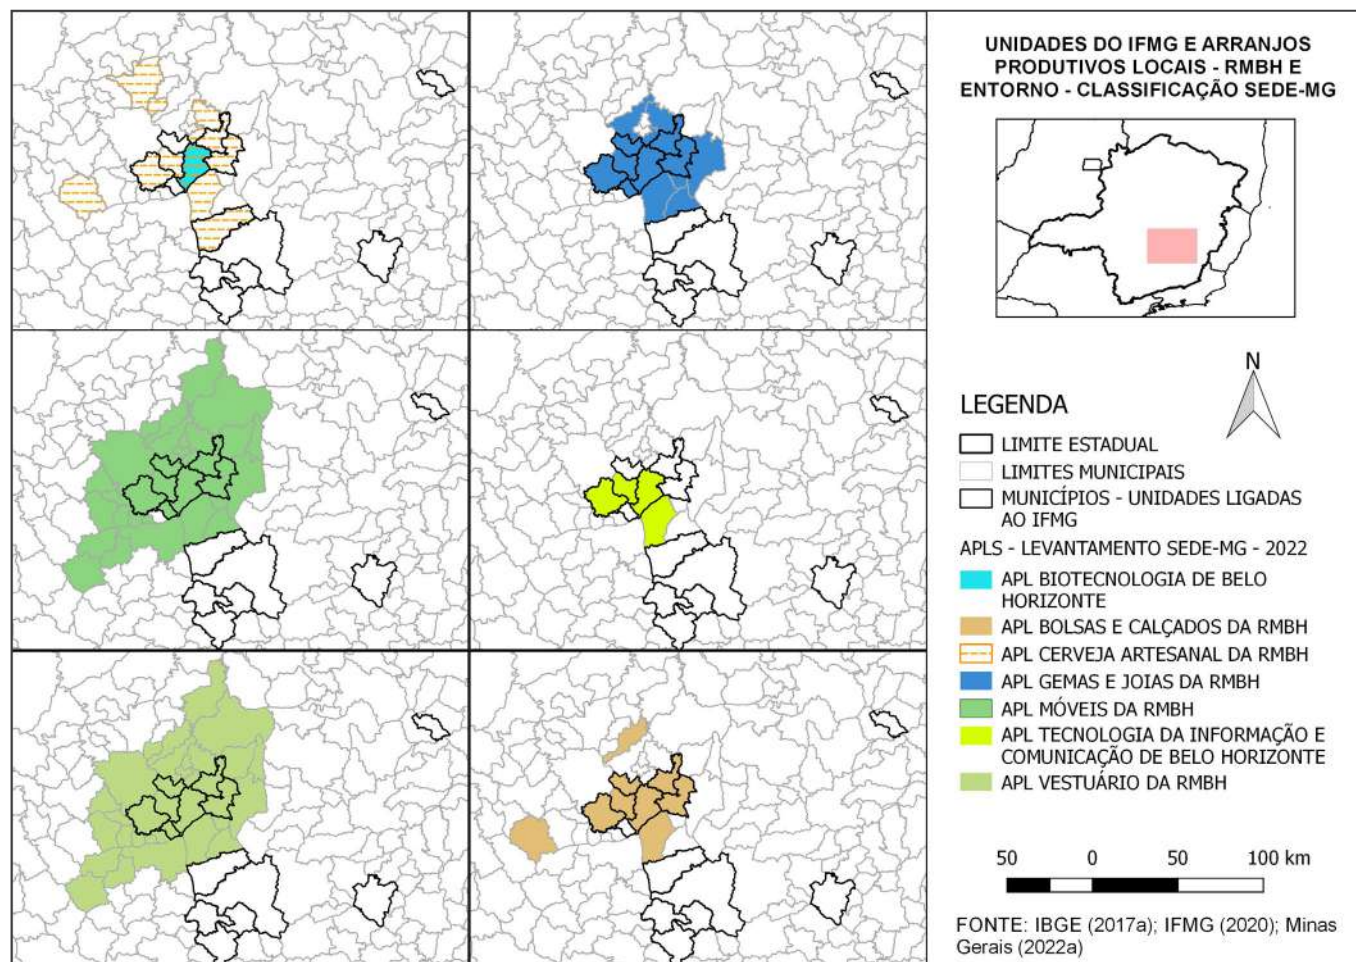 UNIDADES DO IFMG E ARRANJOS
PRODUTIVOS LOCAIS - RMBH E
ENTORNO - CLASSIFICAÇÃO SEDE-MG
N
LEGENDA
LIMITE ESTADUAL
LIMITES MUNICIPAIS
MUNICÍPIOS - UNIDADES LIGADAS
AO IFMG
APLS - LEVANTAMENTO SEDE-MG - 2022
APL BIOTECNOLOGIA DE BELO
HORIZONTE
APL BOLSAS E CALÇADOS DA RMBH
APL CERVEJA ARTESANAL DA RMBH
APL GEMAS E JOIAS DA RMBH
APL MÓVEIS DA RMBH
APL TECNOLOGIA DA INFORMAÇÃO E
COMUNICAÇÃO DE BELO HORIZONTE
APL VESTUÁRIO DA RMBH
50 0 50 100 km
FONTE: IBGE (2017a); IFMG (2020); Minas
Gerais (2022a)